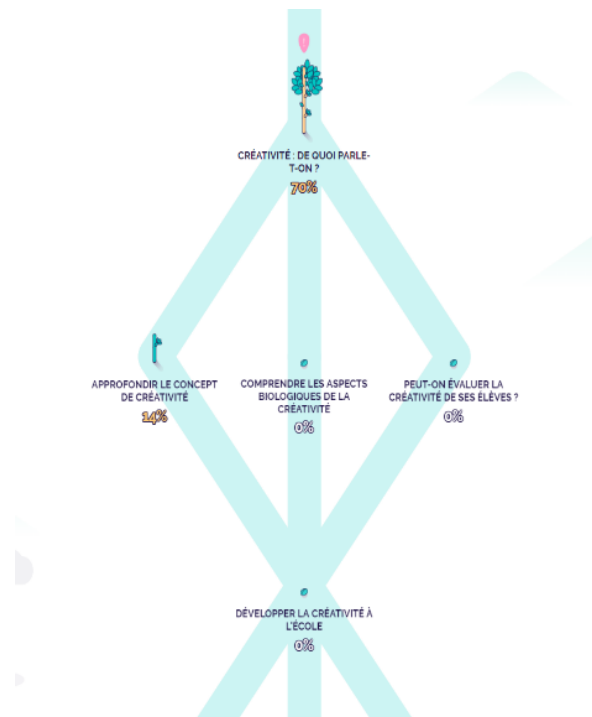 CRÉATIVITÉ : DE QUOI PARLE-
T-ON ?
70%
APPROFONDIR LE CONCEPT
DE CRÉATIVITÉ
14%
COMPRENDRE LES ASPECTS
BIOLOGIQUES DE LA
CRÉATIVITÉ
0%
PEUT-ON ÉVALUER LA
CRÉATIVITÉ DE SES ÉLÈVES ?
0%
DÉVELOPPER LA CRÉATIVITÉ À
L'ÉCOLE
0%